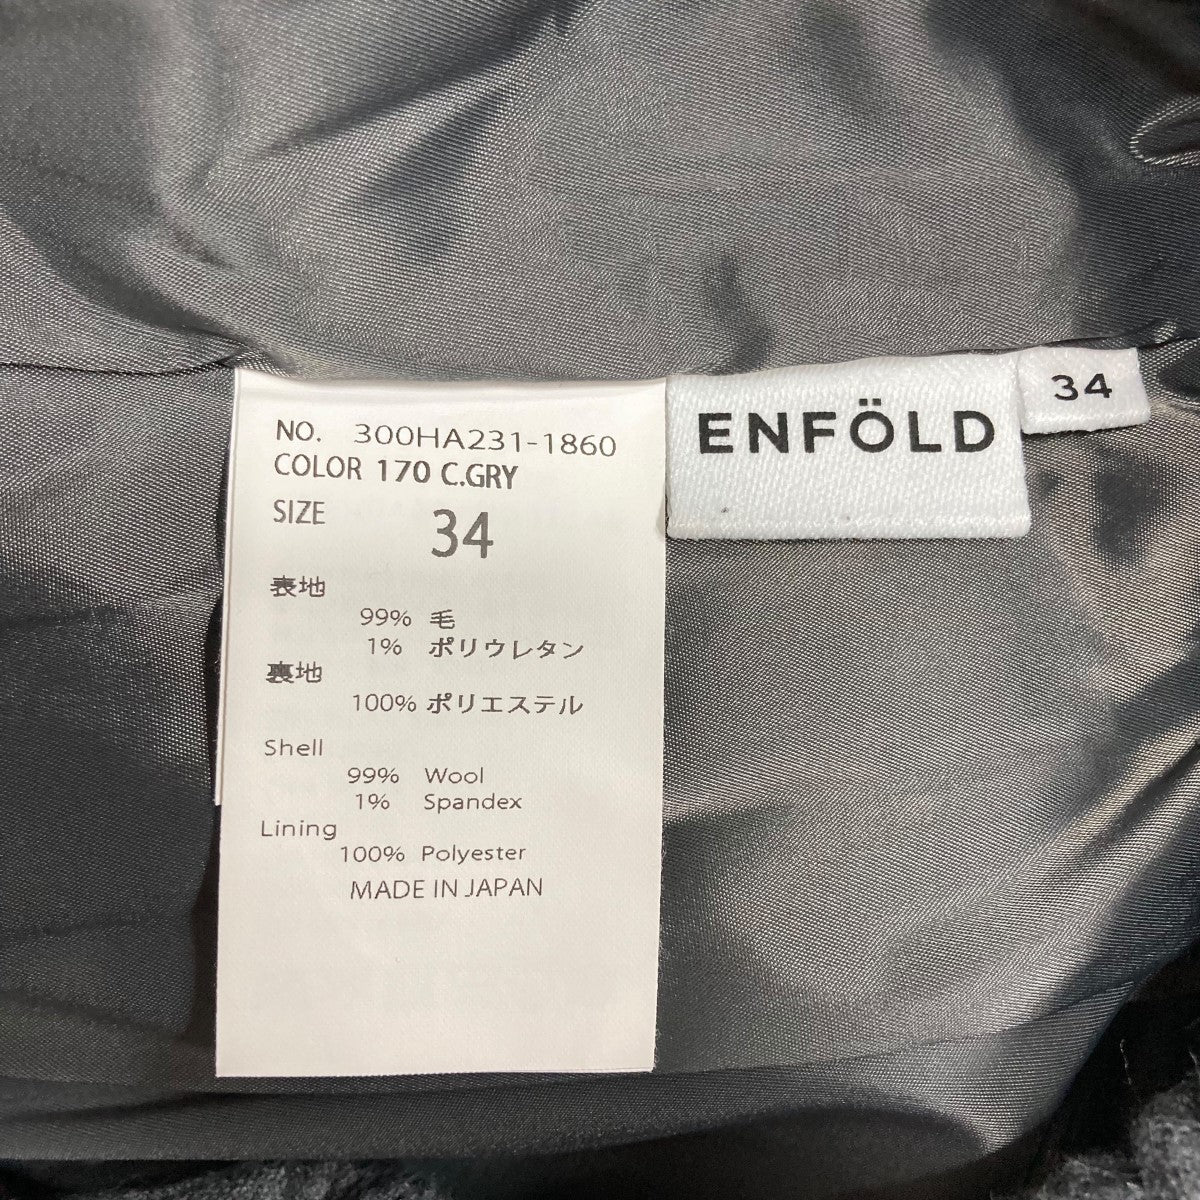 NO. 300HA231-1860
COLOR 170 C.GRY
SIZE 34
表地
99% 毛
1% ポリウレタン
裏地
100% ポリエステル
Shell
99% Wool
1% Spandex
Lining
100% Polyester
MADE IN JAPAN
ENFÖLD
34